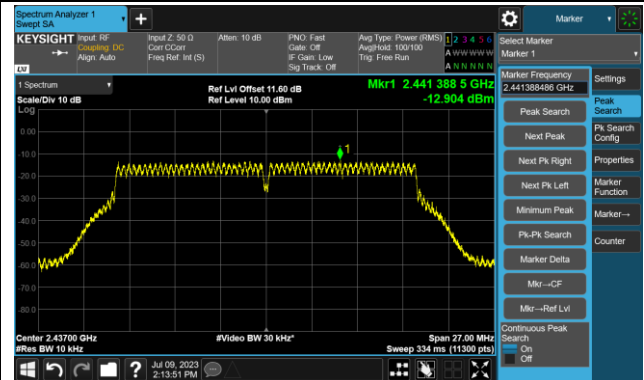 Spectrum Analyzer 1
Swept SA
+
Marker
KEYSIGHT
Input: RF
Coupling: DC
Align: Auto
Input Z: 50 Ω
Corr CCorr
Freq Ref: Int (S)
Atten: 10 dB
PNO: Fast
Gate: Off
IF Gain: Low
Sig Track: Off
Avg Type: Power (RMS)
Avg|Hold: 100/100
Trig: Free Run
1 2 3 4 5 6
A W W W W W
A N N N N N
LXI
Select Marker
Marker 1
1 Spectrum
Scale/Div 10 dB
Ref Lvl Offset 11.60 dB
Ref Level 10.00 dBm
Mkr1 2.441 388 5 GHz
-12.904 dBm
Log
0.00
-10.0
-20.0
-30.0
-40.0
-50.0
-60.0
-70.0
-80.0
1
Center 2.43700 GHz
#Res BW 10 kHz
#Video BW 30 kHz*
Span 27.00 MHz
Sweep 334 ms (11300 pts)
Marker Frequency
2.441388486 GHz
Peak Search
Next Peak
Next Pk Right
Next Pk Left
Minimum Peak
Pk-Pk Search
Marker Delta
Mkr→CF
Mkr→Ref Lvl
Continuous Peak
Search
On
Off
Settings
Peak
Search
Pk Search
Config
Properties
Marker
Function
Marker→
Counter
?
Jul 09, 2023
2:13:51 PM